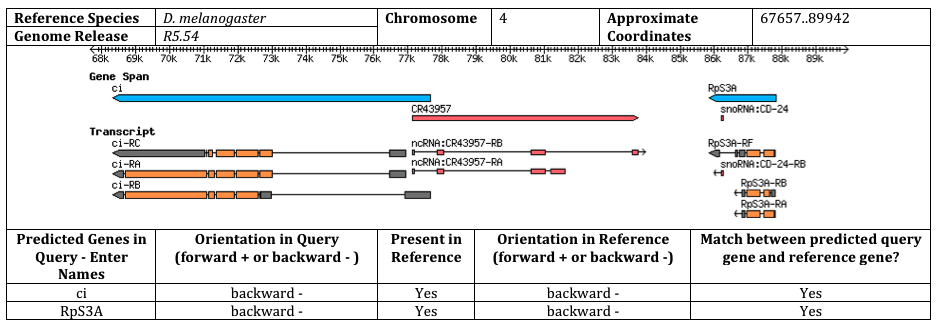 Reference Species D. melanogaster Chromosome 4 Approximate Coordinates 67657..89942
Genome Release R5.54
68k 69k 70k 71k 72k 73k 74k 75k 76k 77k 78k 79k 80k 81k 82k 83k 84k 85k 86k 87k 88k 89k
Gene Span
ci RpS3A
CR43957 snoRNA:CD-24
Transcript
ci-RC ncRNA:CR43957-RB RpS3A-RF
ci-RA ncRNA:CR43957-RA snoRNA:CD-24-RB
ci-RB RpS3A-RB
RpS3A-RA
Predicted Genes in Query - Enter Names Orientation in Query (forward + or backward - ) Present in Reference Orientation in Reference (forward + or backward -) Match between predicted query gene and reference gene?
ci backward - Yes backward - Yes
RpS3A backward - Yes backward - Yes